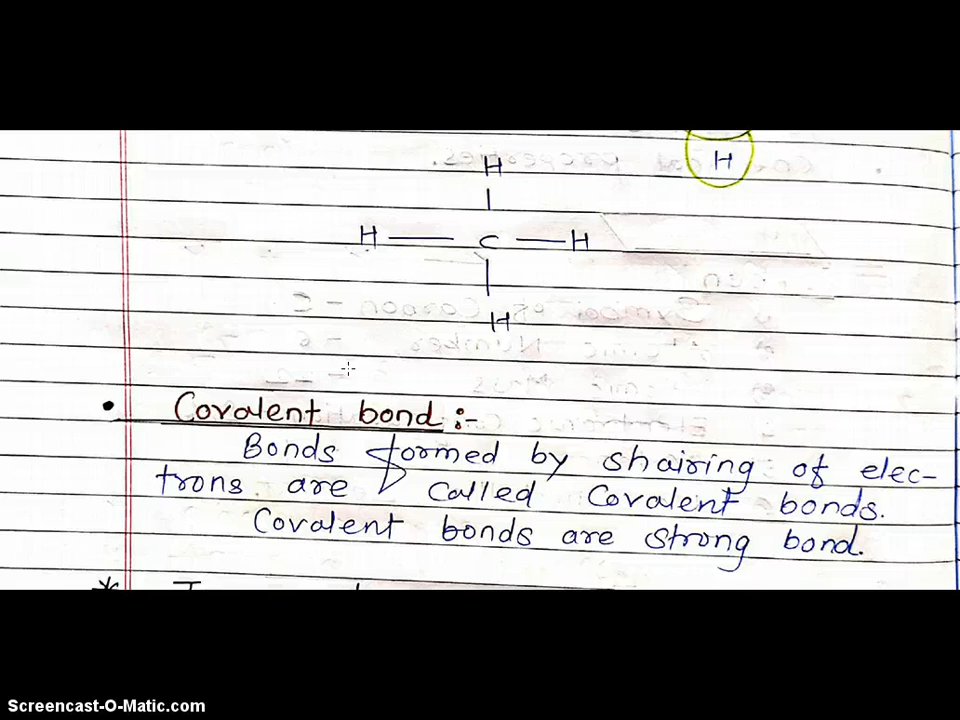 H
H
H — C — H
H
• Covalent bond :-
Bonds formed by shairing of elec-
trons are called Covalent bonds.
Covalent bonds are strong bond.
Screencast-O-Matic.com